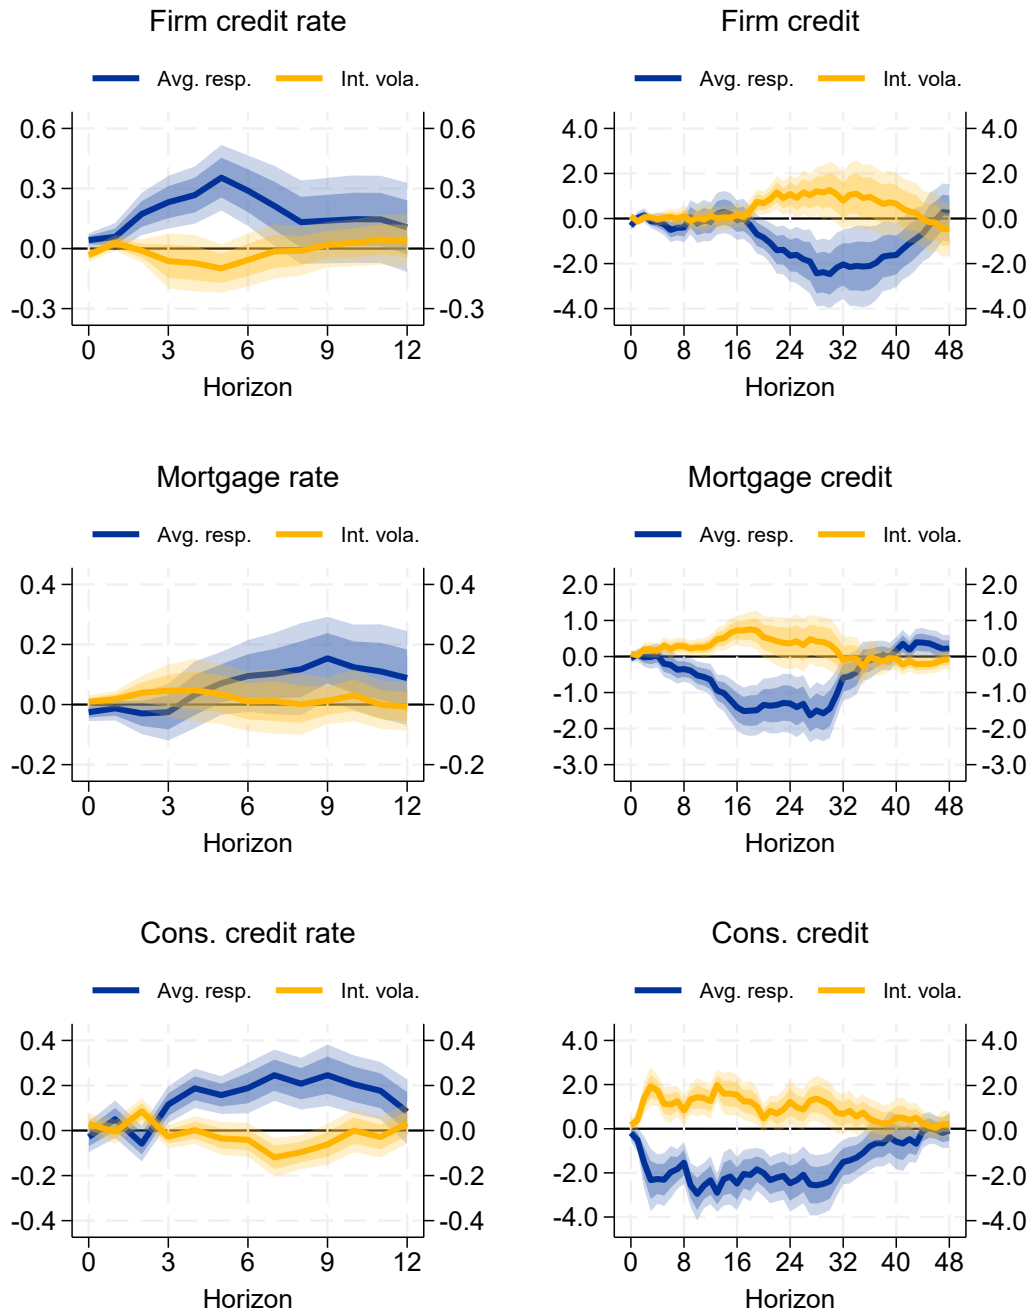 Firm credit rate
Avg. resp. Int. vola.
0.6 0.6
0.3 0.3
0.0 0.0
-0.3 -0.3
0 3 6 9 12
Horizon
Firm credit
Avg. resp. Int. vola.
4.0 4.0
2.0 2.0
0.0 0.0
-2.0 -2.0
-4.0 -4.0
0 8 16 24 32 40 48
Horizon
Mortgage rate
Avg. resp. Int. vola.
0.4 0.4
0.2 0.2
0.0 0.0
-0.2 -0.2
0 3 6 9 12
Horizon
Mortgage credit
Avg. resp. Int. vola.
2.0 2.0
1.0 1.0
0.0 0.0
-1.0 -1.0
-2.0 -2.0
-3.0 -3.0
0 8 16 24 32 40 48
Horizon
Cons. credit rate
Avg. resp. Int. vola.
0.4 0.4
0.2 0.2
0.0 0.0
-0.2 -0.2
-0.4 -0.4
0 3 6 9 12
Horizon
Cons. credit
Avg. resp. Int. vola.
4.0 4.0
2.0 2.0
0.0 0.0
-2.0 -2.0
-4.0 -4.0
0 8 16 24 32 40 48
Horizon